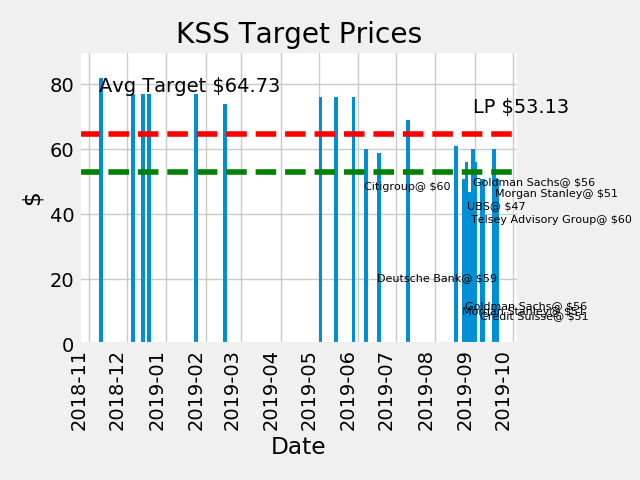 KSS Target Prices
Avg Target $64.73
LP $53.13
80
60
40
20
0
$
Citigroup@ $60
Goldman Sachs@ $56
Morgan Stanley@ $51
UBS@ $47
Telsey Advisory Group@ $60
Deutsche Bank@ $59
Goldman Sachs@ $56
Morgan Stanley@ $51
Credit Suisse@ $51
2018-11
2018-12
2019-01
2019-02
2019-03
2019-04
2019-05
2019-06
2019-07
2019-08
2019-09
2019-10
Date